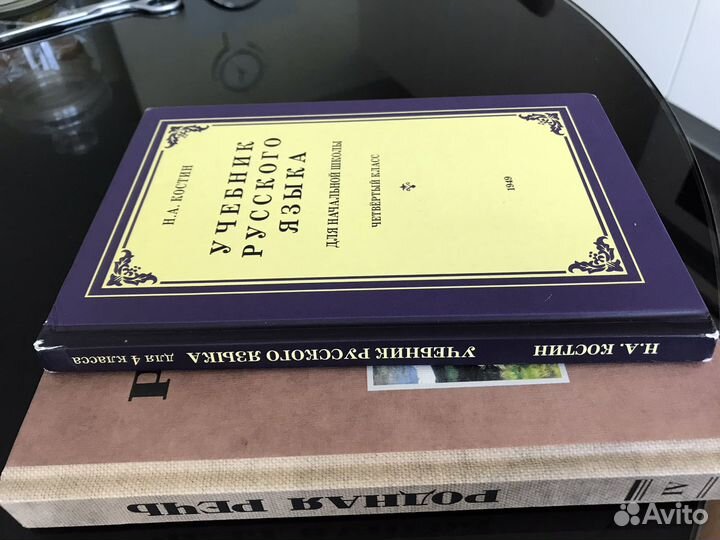 Н.А. КОСТИН
УЧЕБНИК
РУССКОГО
ЯЗЫКА
ДЛЯ НАЧАЛЬНОЙ ШКОЛЫ
ЧЕТВЁРТЫЙ КЛАСС
1949
Н.А. КОСТИН УЧЕБНИК РУССКОГО ЯЗЫКА для 4 класса
Р
IV РОДНАЯ РЕЧЬ
Avito